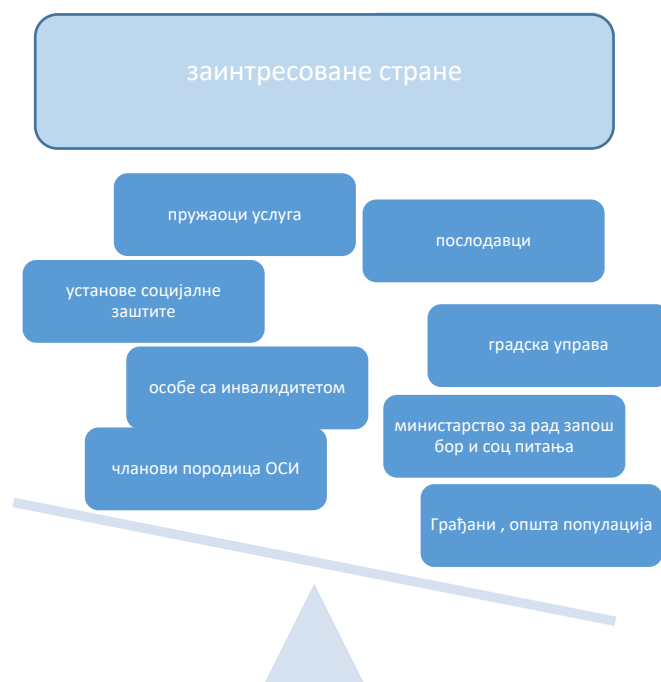 заинтресоване стране
пружаоци услуга
послодавци
установе социјалне
заштите
градска управа
особе са инвалидитетом
министарство за рад запош
бор и соц питања
чланови породица ОСИ
Грађани , општа популација